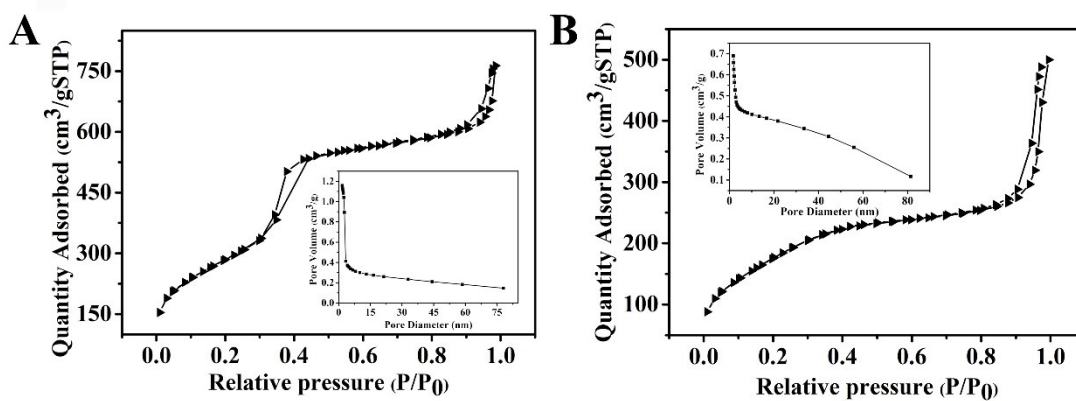 A
Quantity Adsorbed (cm³/gSTP)
750
600
450
300
150
0.0 0.2 0.4 0.6 0.8 1.0
Relative pressure (P/P₀)
Pore Volume (cm³/g)
1.2
1.0
0.8
0.6
0.4
0.2
0.0
0 15 30 45 60 75
Pore Diameter (nm)
B
Quantity Adsorbed (cm³/gSTP)
500
400
300
200
100
0.0 0.2 0.4 0.6 0.8 1.0
Relative pressure (P/P₀)
Pore Volume (cm³/g)
0.7
0.6
0.5
0.4
0.3
0.2
0.1
0 20 40 60 80
Pore Diameter (nm)